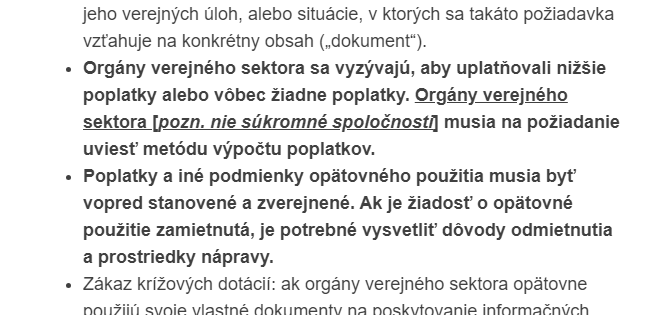 jeho verejných úloh, alebo situácie, v ktorých sa takáto požiadavka
vzťahuje na konkrétny obsah („dokument“).
• Orgány verejného sektora sa vyzývajú, aby uplatňovali nižšie
poplatky alebo vôbec žiadne poplatky. Orgány verejného
sektora [pozn. nie súkromné spoločnosti] musia na požiadanie
uviesť metódu výpočtu poplatkov.
• Poplatky a iné podmienky opätovného použitia musia byť
vopred stanovené a zverejnené. Ak je žiadosť o opätovné
použitie zamietnutá, je potrebné vysvetliť dôvody odmietnutia
a prostriedky nápravy.
• Zákaz krížových dotácií: ak orgány verejného sektora opätovne
použijú svoje vlastné dokumenty na poskytovanie informačných